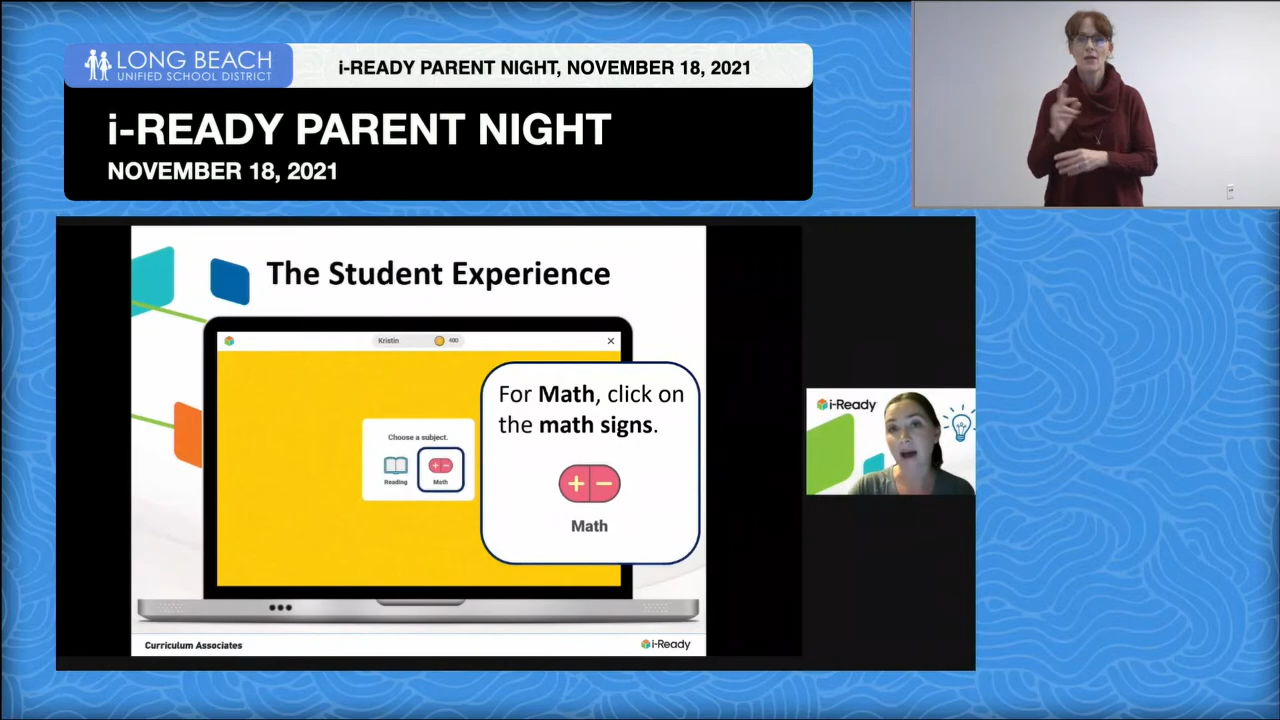 LONG BEACH
UNIFIED SCHOOL DISTRICT
i-READY PARENT NIGHT, NOVEMBER 18, 2021
i-READY PARENT NIGHT
NOVEMBER 18, 2021
The Student Experience
Kristin
400
For Math, click on
the math signs.
Choose a subject.
Reading
Math
Math
Curriculum Associates
i-Ready
i-Ready